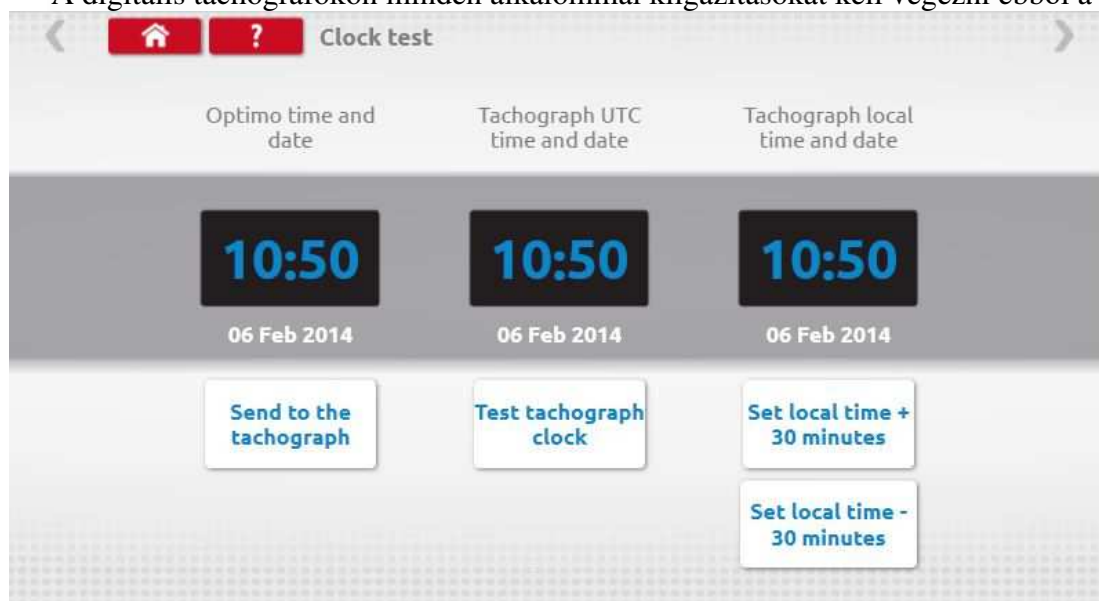 A digitális tachográfokon minden alkalommal kiigazításokat kell végezni ebből a
? Clock test
Optimo time and
date
Tachograph UTC
time and date
Tachograph local
time and date
10:50
10:50
10:50
06 Feb 2014
06 Feb 2014
06 Feb 2014
Send to the
tachograph
Test tachograph
clock
Set local time +
30 minutes
Set local time -
30 minutes